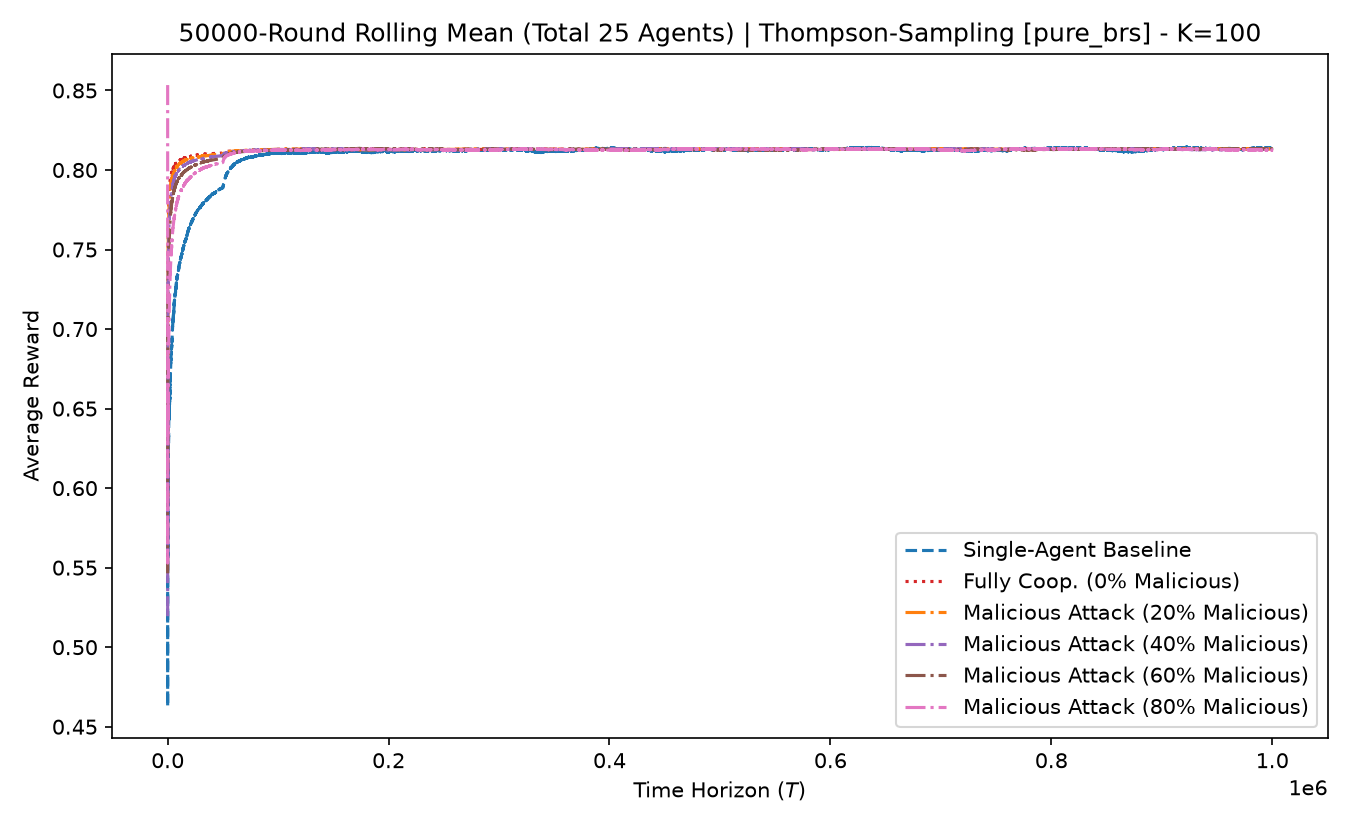 50000-Round Rolling Mean (Total 25 Agents) | Thompson-Sampling [pure_brs] - K=100
Average Reward
0.85
0.80
0.75
0.70
0.65
0.60
0.55
0.50
0.45
Single-Agent Baseline
Fully Coop. (0% Malicious)
Malicious Attack (20% Malicious)
Malicious Attack (40% Malicious)
Malicious Attack (60% Malicious)
Malicious Attack (80% Malicious)
0.0 0.2 0.4 0.6 0.8 1.0
1e6
Time Horizon (T)